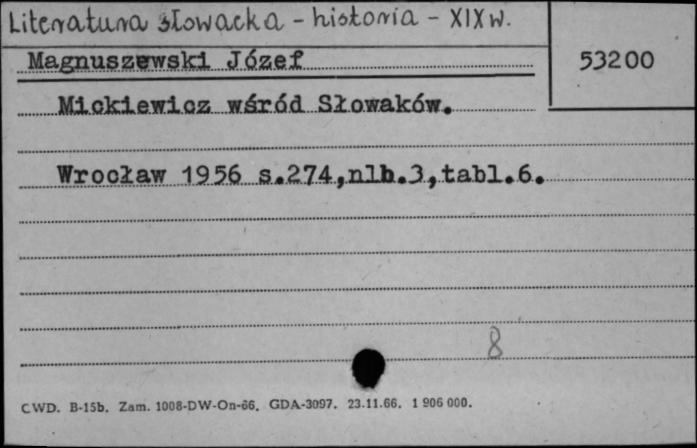 Literatura słowacka - historia - XIX w.
Magnuszewski Józef
53200
Mickiewicz wśród Słowaków.
Wrocław 1956 s.274,nlb.3,tabl.6.
8
CWD. B-15b. Zam. 1008-DW-On-66. GDA-3097. 23.11.66. 1 906 000.